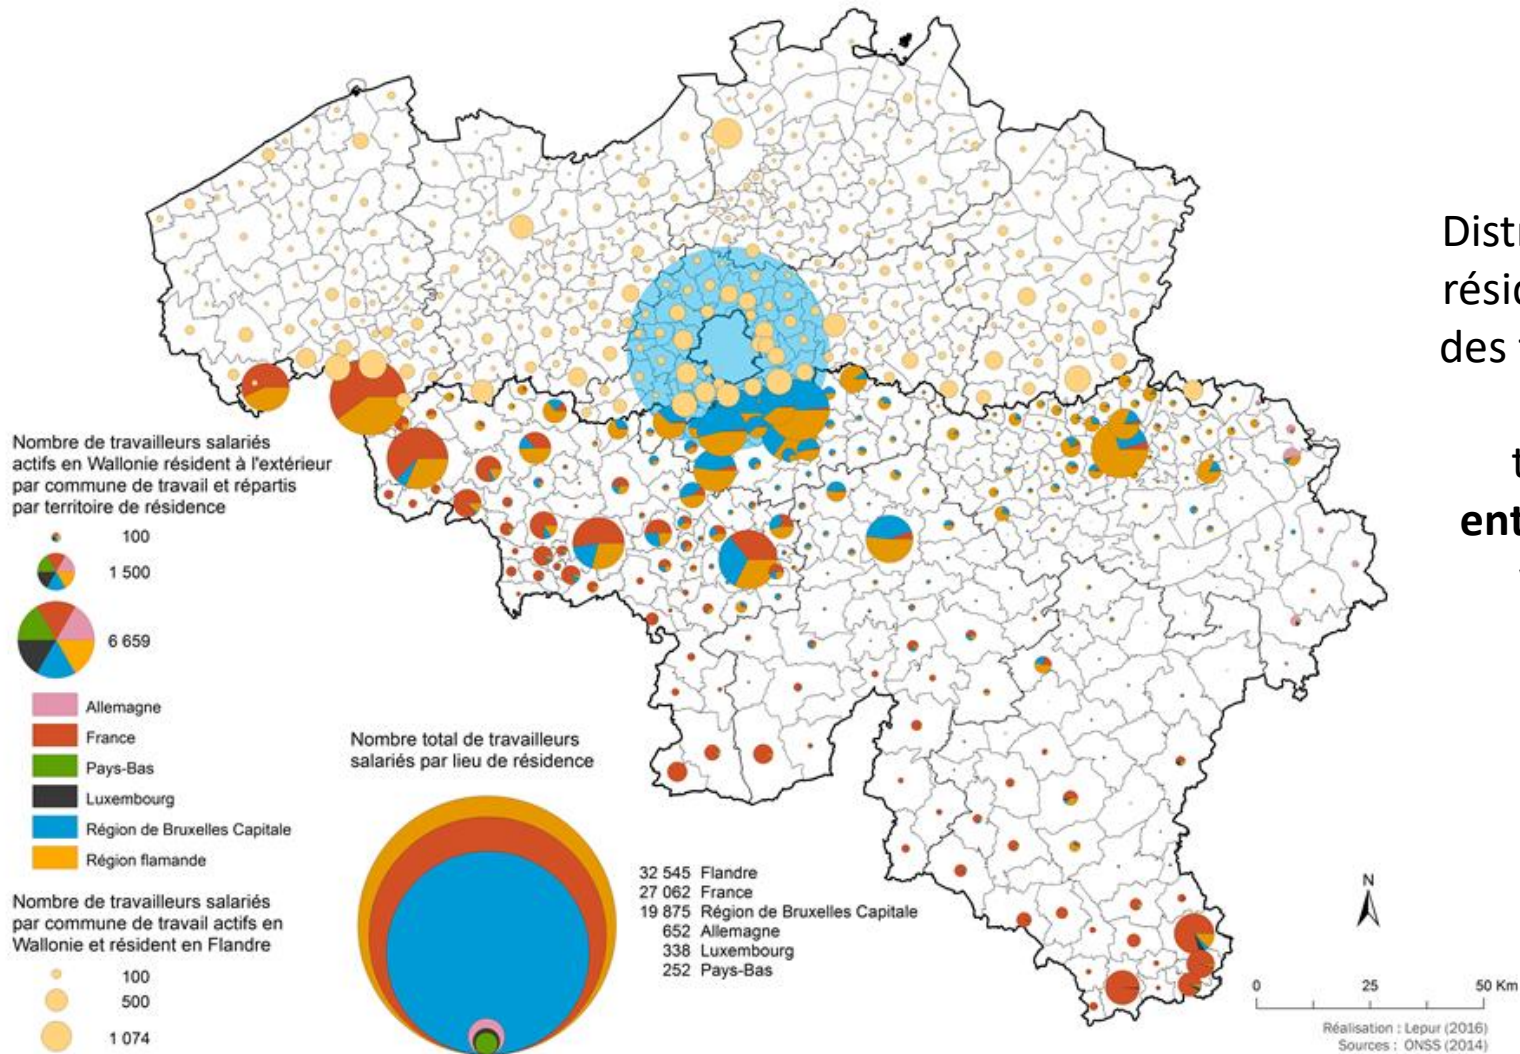 Distr
résid
des t
t
ent
Nombre de travailleurs salariés
actifs en Wallonie résident à l'extérieur
par commune de travail et répartis
par territoire de résidence
100
1 500
6 659
Allemagne
France
Pays-Bas
Luxembourg
Région de Bruxelles Capitale
Région flamande
Nombre de travailleurs salariés
par commune de travail actifs en
Wallonie et résident en Flandre
100
500
1 074
Nombre total de travailleurs
salariés par lieu de résidence
32 545 Flandre
27 062 France
19 875 Région de Bruxelles Capitale
652 Allemagne
338 Luxembourg
252 Pays-Bas
N
0 25 50 Km
Réalisation : Lepur (2016)
Sources : ONSS (2014)